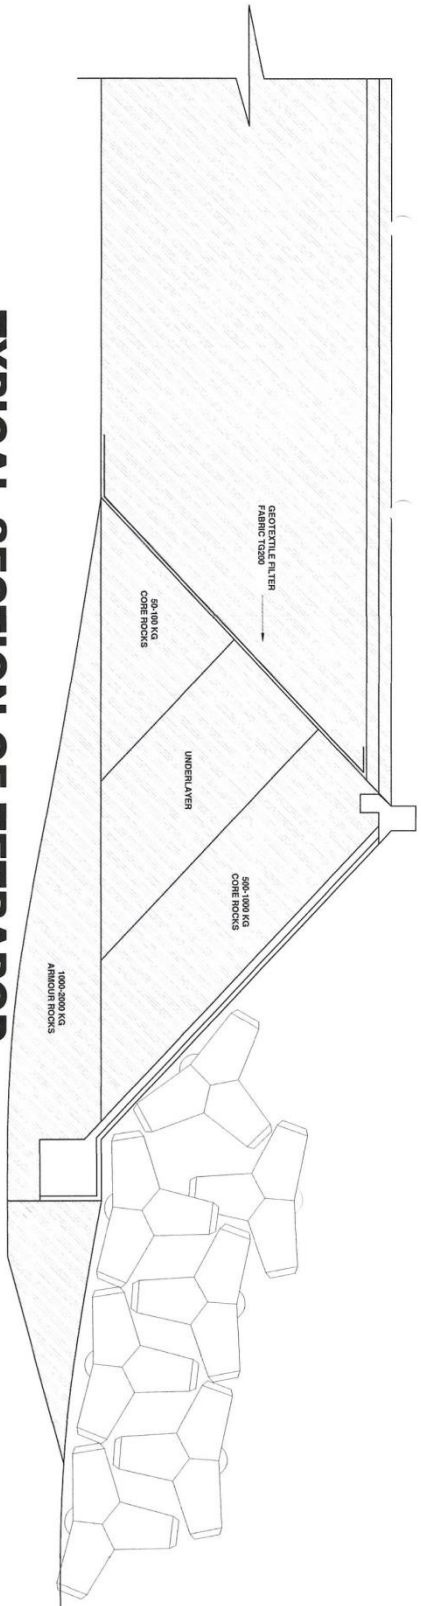 GEOTEXTILE FILTER
FABRIC TG200
500-1000 KG
CORE ROCKS
UNDERLAYER
50-100 KG
CORE ROCKS
1000-2000 KG
ARMOUR ROCKS
TYPICAL SECTION OF TETRAPOD